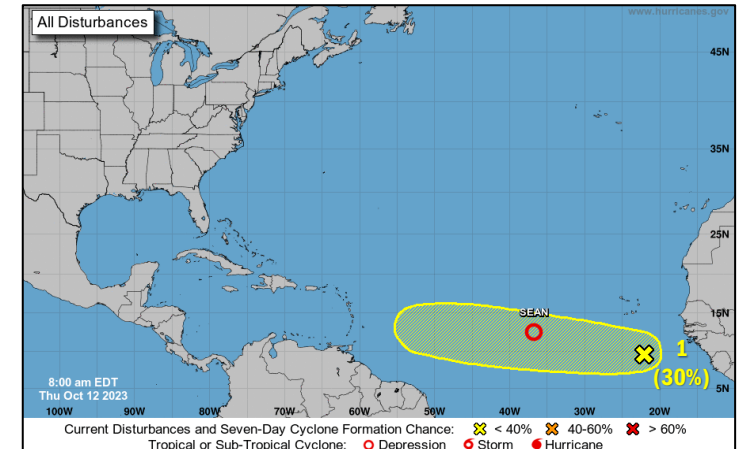 All Disturbances
www.hurricanes.gov
45N
35N
25N
15N
5N
SEAN
1
(30%)
8:00 am EDT
Thu Oct 12 2023
100W 90W 80W 70W 60W 50W 40W 30W 20W
Current Disturbances and Seven-Day Cyclone Formation Chance: < 40% 40-60% > 60%
Tropical or Sub-Tropical Cyclone: Depression Storm Hurricane